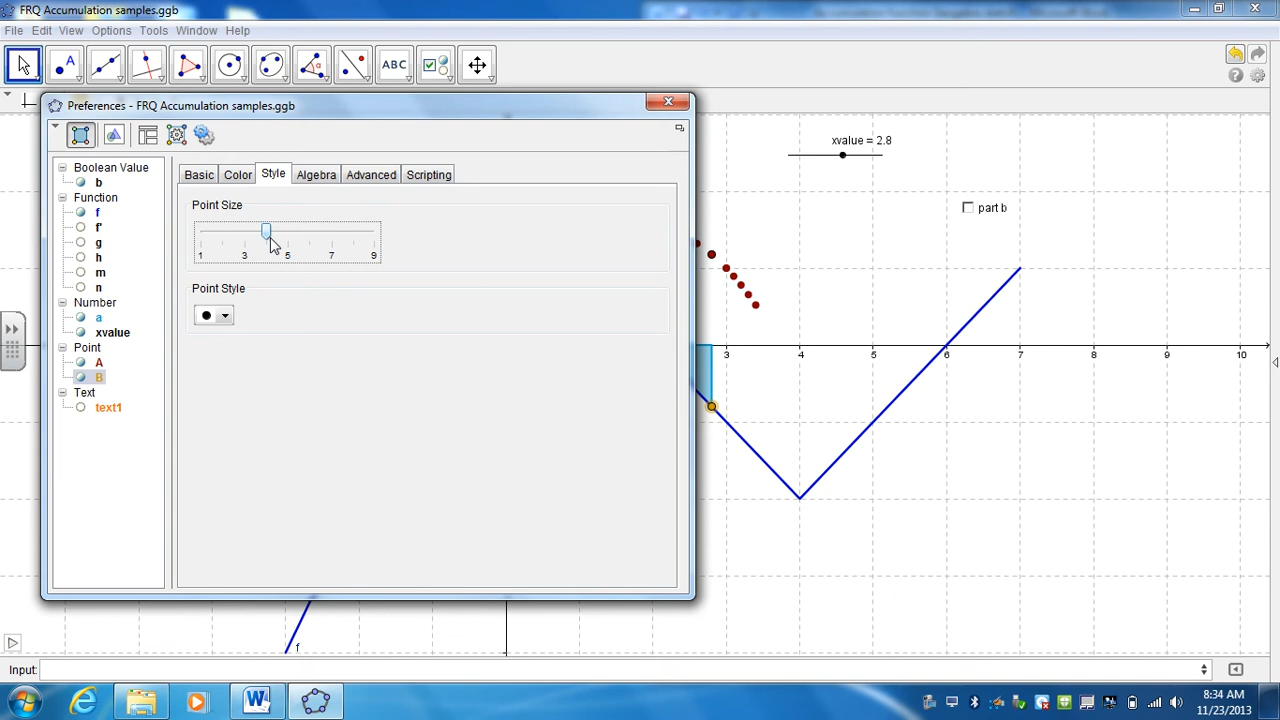 FRQ Accumulation samples.ggb
File Edit View Options Tools Window Help
A
ABC
Preferences - FRQ Accumulation samples.ggb
Basic Color Style Algebra Advanced Scripting
Boolean Value
b
Function
f
f'
g
h
m
n
Number
a
xvalue
Point
A
B
Text
text1
Point Size
1 3 5 7 9
Point Style
xvalue = 2.8
part b
3 4 5 6 7 8 9 10
f
Input:
8:34 AM
11/23/2013